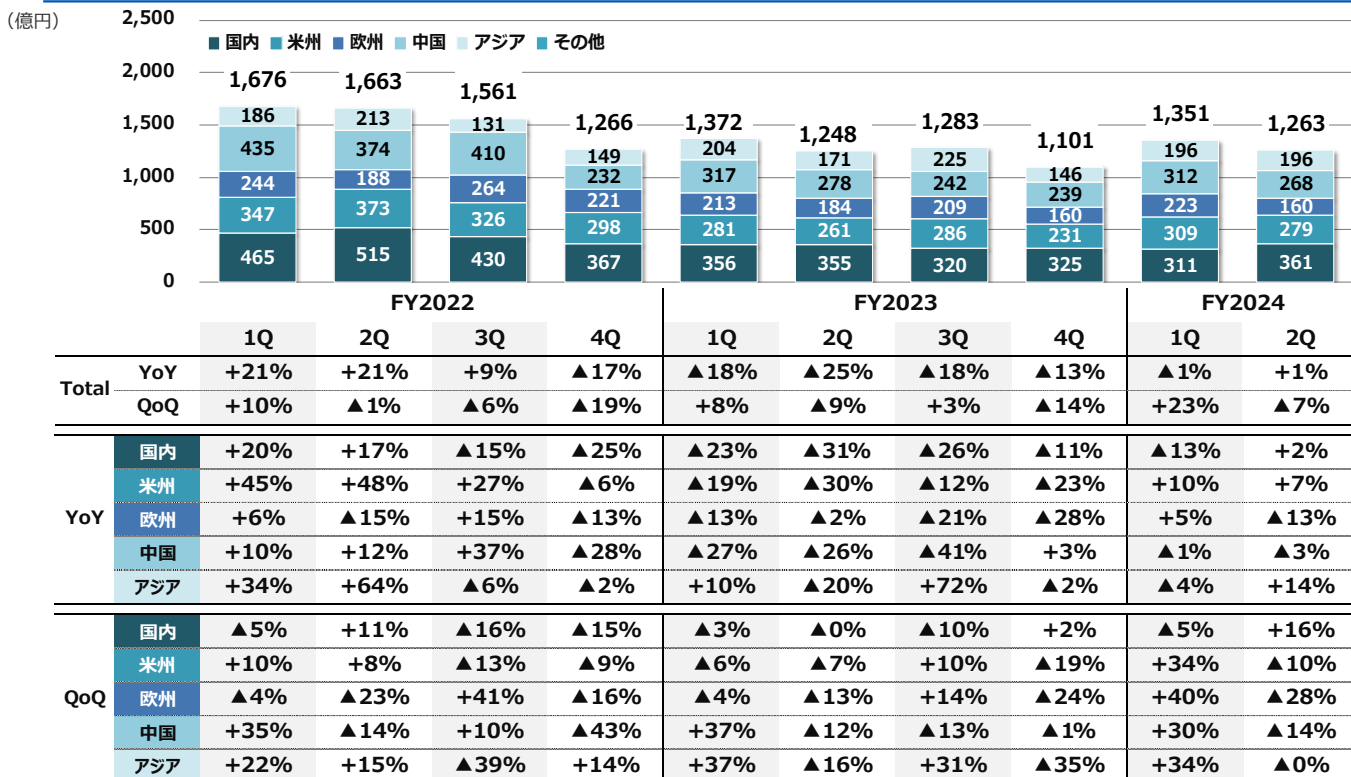 （億円）
2,500
■ 国内 ■ 米州 ■ 欧州 ■ 中国 ■ アジア ■ その他
2,000
1,676 1,663 1,561 1,266 1,372 1,248 1,283 1,101 1,351 1,263
1,500
186 213 131 149 204 171 225 146 196 196
435 374 410 232 317 278 242 239 312 268
1,000
244 188 264 221 213 184 209 160 223 160
347 373 326 298 281 261 286 231 309 279
500
465 515 430 367 356 355 320 325 311 361
0
FY2022 FY2023 FY2024
1Q 2Q 3Q 4Q 1Q 2Q 3Q 4Q 1Q 2Q
Total YoY +21% +21% +9% ▲17% ▲18% ▲25% ▲18% ▲13% ▲1% +1%
QoQ +10% ▲1% ▲6% ▲19% +8% ▲9% +3% ▲14% +23% ▲7%
YoY 国内 +20% +17% ▲15% ▲25% ▲23% ▲31% ▲26% ▲11% ▲13% +2%
米州 +45% +48% +27% ▲6% ▲19% ▲30% ▲12% ▲23% +10% +7%
欧州 +6% ▲15% +15% ▲13% ▲13% ▲2% ▲21% ▲28% +5% ▲13%
中国 +10% +12% +37% ▲28% ▲27% ▲26% ▲41% +3% ▲1% ▲3%
アジア +34% +64% ▲6% ▲2% +10% ▲20% +72% ▲2% ▲4% +14%
QoQ 国内 ▲5% +11% ▲16% ▲15% ▲3% ▲0% ▲10% +2% ▲5% +16%
米州 +10% +8% ▲13% ▲9% ▲6% ▲7% +10% ▲19% +34% ▲10%
欧州 ▲4% ▲23% +41% ▲16% ▲4% ▲13% +14% ▲24% +40% ▲28%
中国 +35% ▲14% +10% ▲43% +37% ▲12% ▲13% ▲1% +30% ▲14%
アジア +22% +15% ▲39% +14% +37% ▲16% +31% ▲35% +34% ▲0%